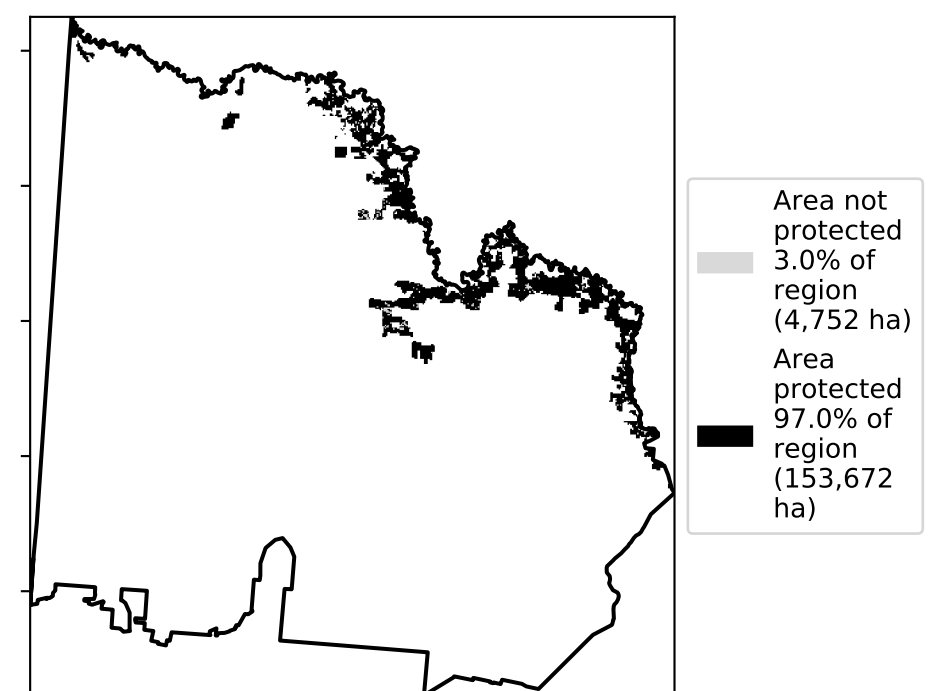 Area not
protected
3.0% of
region
(4,752 ha)
Area
protected
97.0% of
region
(153,672
ha)